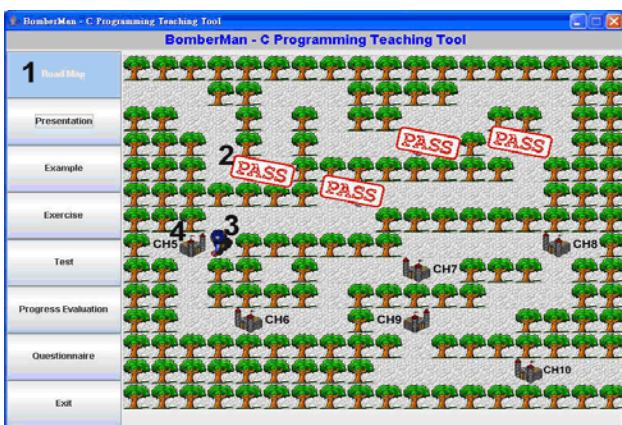 BomberMan - C Programming Teaching Tool
BomberMan - C Programming Teaching Tool
1 Road Map
Presentation
Example
Exercise
Test
Progress Evaluation
Questionnaire
Exit
PASS
PASS
2
PASS
PASS
3
4
CH5
CH8
CH7
CH6
CH9
CH10